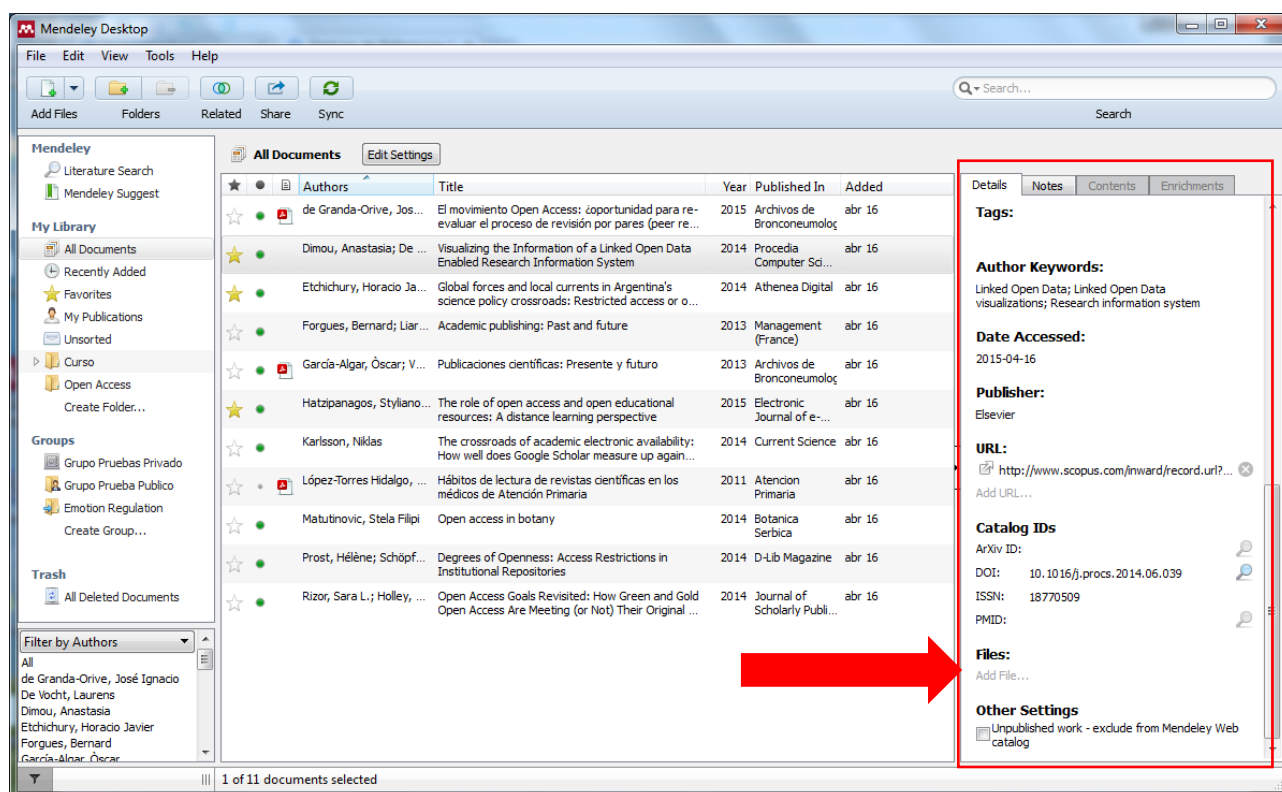 Mendeley Desktop
File Edit View Tools Help
Search...
Add Files Folders Related Share Sync Search
Mendeley
Literature Search
Mendeley Suggest
My Library
All Documents
Recently Added
Favorites
My Publications
Unsorted
Curso
Open Access
Create Folder...
Groups
Grupo Pruebas Privado
Grupo Prueba Publico
Emotion Regulation
Create Group...
Trash
All Deleted Documents
Filter by Authors
All
de Granda-Orive, José Ignacio
De Vocht, Laurens
Dimou, Anastasia
Etchichury, Horacio Javier
Forgues, Bernard
García-Algar, Òscar
All Documents Edit Settings
Authors Title Year Published In Added
de Granda-Orive, Jos... El movimiento Open Access: ¿oportunidad para re- 2015 Archivos de abr 16
evaluar el proceso de revisión por pares (peer re... Bronconeumolog
Dimou, Anastasia; De ... Visualizing the Information of a Linked Open Data 2014 Procedia abr 16
Enabled Research Information System Computer Sci...
Etchichury, Horacio Ja... Global forces and local currents in Argentina's 2014 Athenea Digital abr 16
science policy crossroads: Restricted access or o...
Forgues, Bernard; Liar... Academic publishing: Past and future 2013 Management abr 16
(France)
García-Algar, Òscar; V... Publicaciones científicas: Presente y futuro 2013 Archivos de abr 16
Bronconeumolog
Hatzipanagos, Styliano... The role of open access and open educational 2015 Electronic abr 16
resources: A distance learning perspective Journal of e-...
Karlsson, Niklas The crossroads of academic electronic availability: 2014 Current Science abr 16
How well does Google Scholar measure up again...
López-Torres Hidalgo, ... Hábitos de lectura de revistas científicas en los 2011 Atencion abr 16
médicos de Atención Primaria Primaria
Matutinovic, Stela Filipi Open access in botany 2014 Botanica abr 16
Serbica
Prost, Hélène; Schöpf... Degrees of Openness: Access Restrictions in 2014 D-Lib Magazine abr 16
Institutional Repositories
Rizor, Sara L.; Holley, ... Open Access Goals Revisited: How Green and Gold 2014 Journal of abr 16
Open Access Are Meeting (or Not) Their Original ... Scholarly Publi...
Details Notes Contents Enrichments
Tags:
Author Keywords:
Linked Open Data; Linked Open Data
visualizations; Research information system
Date Accessed:
2015-04-16
Publisher:
Elsevier
URL:
http://www.scopus.com/inward/record.url?...
Add URL...
Catalog IDs
ArXiv ID:
DOI: 10.1016/j.procs.2014.06.039
ISSN: 18770509
PMID:
Files:
Add File...
Other Settings
Unpublished work - exclude from Mendeley Web
catalog
1 of 11 documents selected